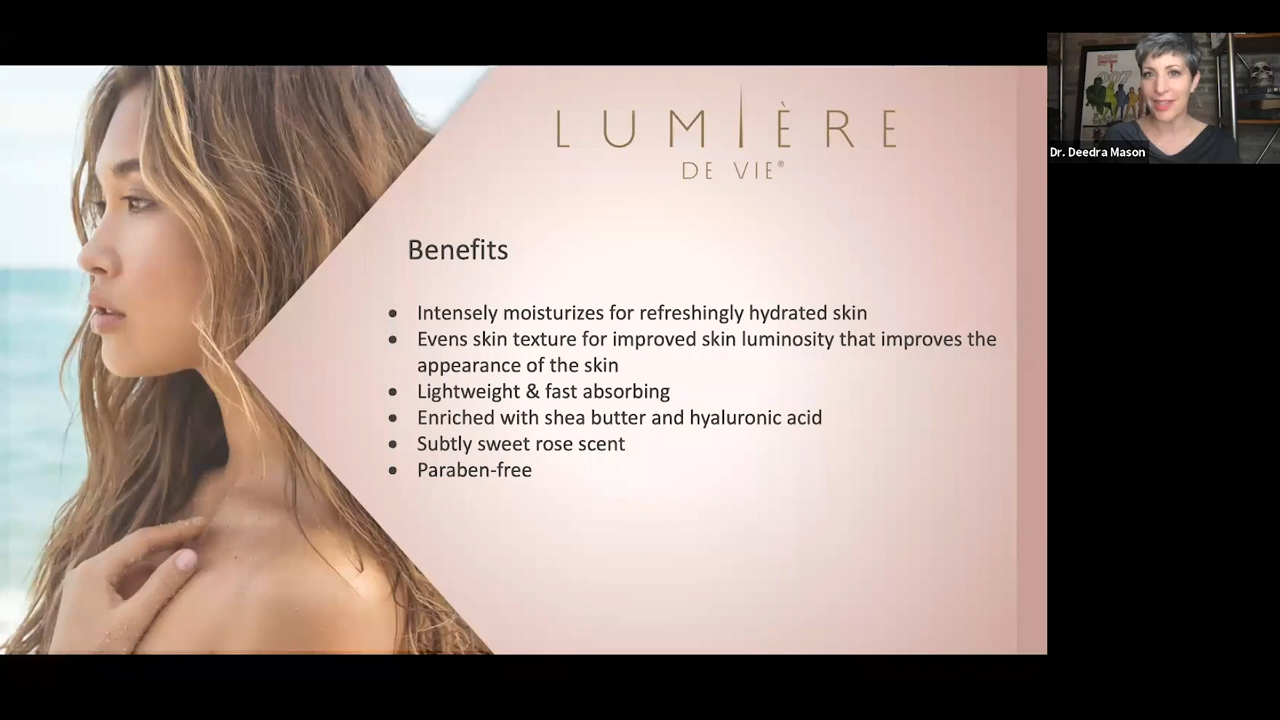 LUMIÈRE
DE VIE®
Dr. Deedra Mason
Benefits
• Intensely moisturizes for refreshingly hydrated skin
• Evens skin texture for improved skin luminosity that improves the
appearance of the skin
• Lightweight & fast absorbing
• Enriched with shea butter and hyaluronic acid
• Subtly sweet rose scent
• Paraben-free
007